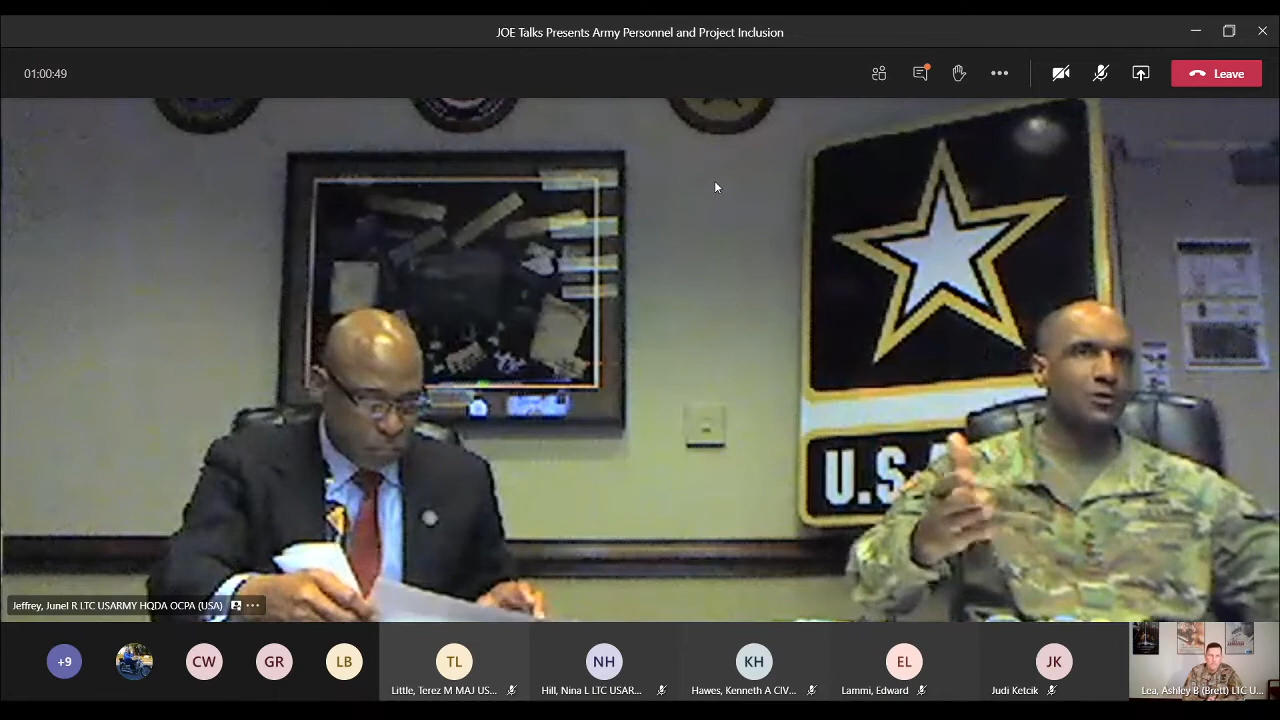 JOE Talks Presents Army Personnel and Project Inclusion
01:00:49
Leave
U.S.A
Jeffrey, Junel R LTC USARMY HQDA OCPA (USA)
+9
CW
GR
LB
TL
NH
KH
EL
JK
Little, Terez M MAJ US...
Hill, Nina L LTC USAR...
Hawes, Kenneth A CIV...
Lammi, Edward
Judi Ketcik
Lea, Ashley B (Brett) LTC U...